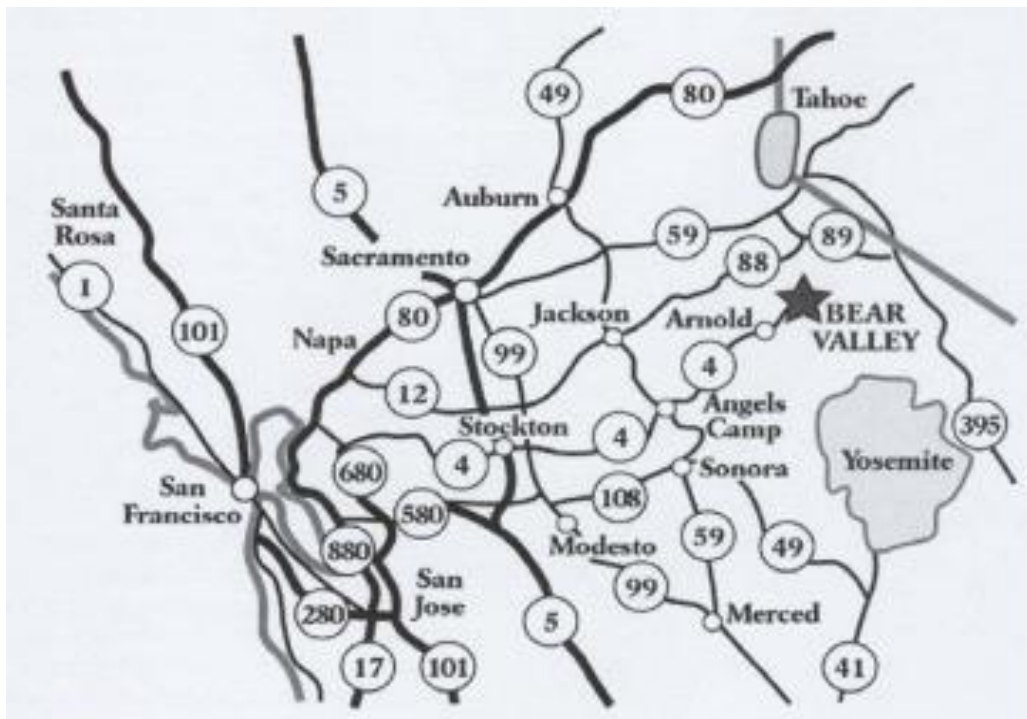 49
80
Tahoe
5
Auburn
Santa
Rosa
59
89
Sacramento
88
1
101
80
Jackson
Arnold
BEAR
VALLEY
Napa
99
12
4
Angels
Camp
Stockton
4
395
680
4
Sonora
Yosemite
San
Francisco
580
108
880
Modesto
59
49
San
Jose
99
280
5
Merced
17
101
41